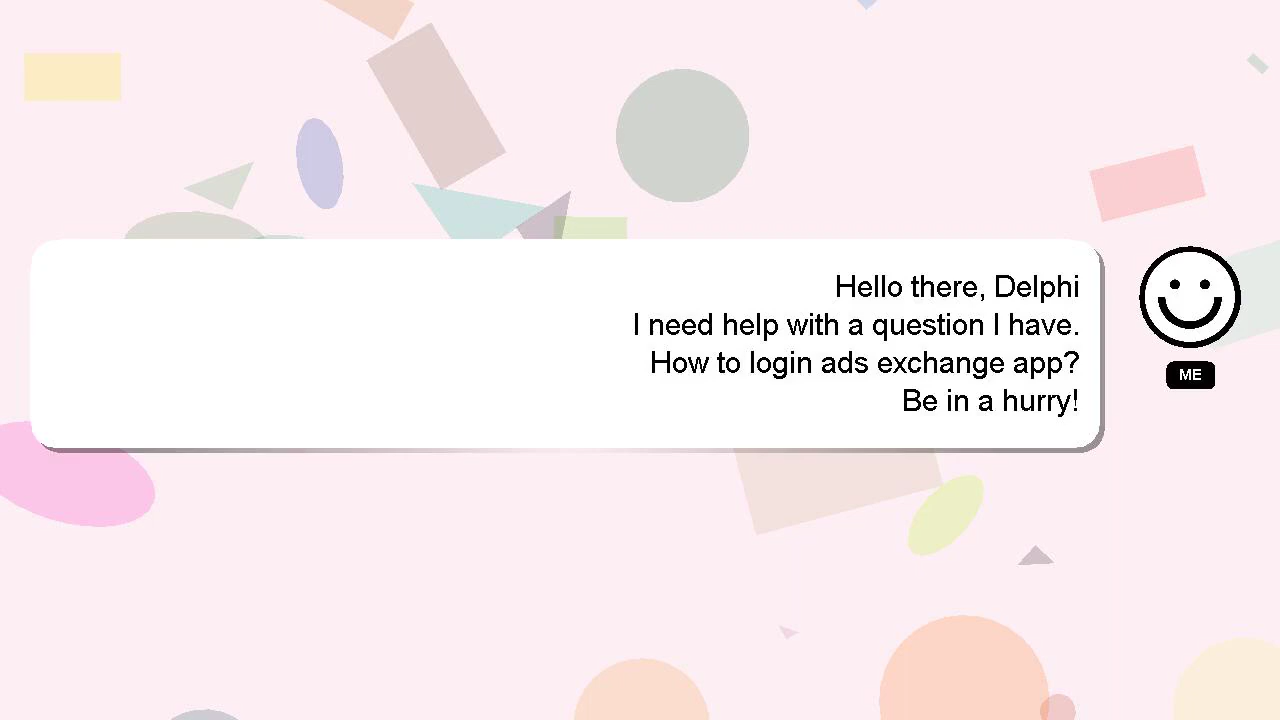 Hello there, Delphi
I need help with a question I have.
How to login ads exchange app?
Be in a hurry!
ME